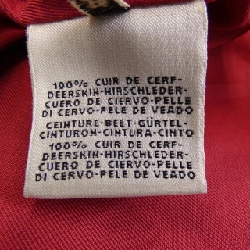 100% CUIR DE CERF-
DEERSKIN-HIRSCHLEDER-
CUERO DE CIERVO-PELLE
DI CERVO-PELE DE VEADO
CEINTURE-BELT-GÜRTEL-
CINTURON-CINTURA-CINTO
100% CUIR DE CERF-
DEERSKIN-HIRSCHLEDER-
CUERO DE CIERVO-PELLE
DI CERVO-PELE DE VEADO